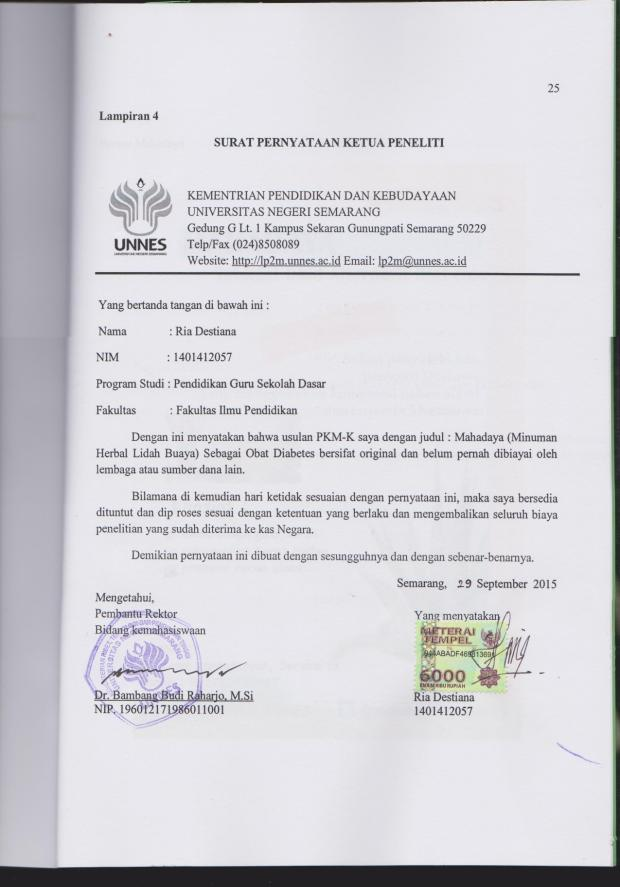 25
Lampiran 4
SURAT PERNYATAAN KETUA PENELITI
KEMENTRIAN PENDIDIKAN DAN KEBUDAYAAN
UNIVERSITAS NEGERI SEMARANG
Gedung G Lt. 1 Kampus Sekaran Gunungpati Semarang 50229
Telp/Fax (024)8508089
Website: http://lp2m.unnes.ac.id Email: lp2m@unnes.ac.id
UNNES
UNIVERSITAS NEGERI SEMARANG
Yang bertanda tangan di bawah ini :
Nama : Ria Destiana
NIM : 1401412057
Program Studi : Pendidikan Guru Sekolah Dasar
Fakultas : Fakultas Ilmu Pendidikan
Dengan ini menyatakan bahwa usulan PKM-K saya dengan judul : Mahadaya (Minuman
Herbal Lidah Buaya) Sebagai Obat Diabetes bersifat original dan belum pernah dibiayai oleh
lembaga atau sumber dana lain.
Bilamana di kemudian hari ketidak sesuaian dengan pernyataan ini, maka saya bersedia
dituntut dan dip roses sesuai dengan ketentuan yang berlaku dan mengembalikan seluruh biaya
penelitian yang sudah diterima ke kas Negara.
Demikian pernyataan ini dibuat dengan sesungguhnya dan dengan sebenar-benarnya.
Semarang, 29 September 2015
Mengetahui,
Pembantu Rektor
Bidang kemahasiswaan
Dr. Bambang Budi Raharjo, M.Si
NIP. 196012171986011001
Yang menyatakan
METERAI
TEMPEL
6000
ENAM RIBU RUPIAH
Ria Destiana
1401412057